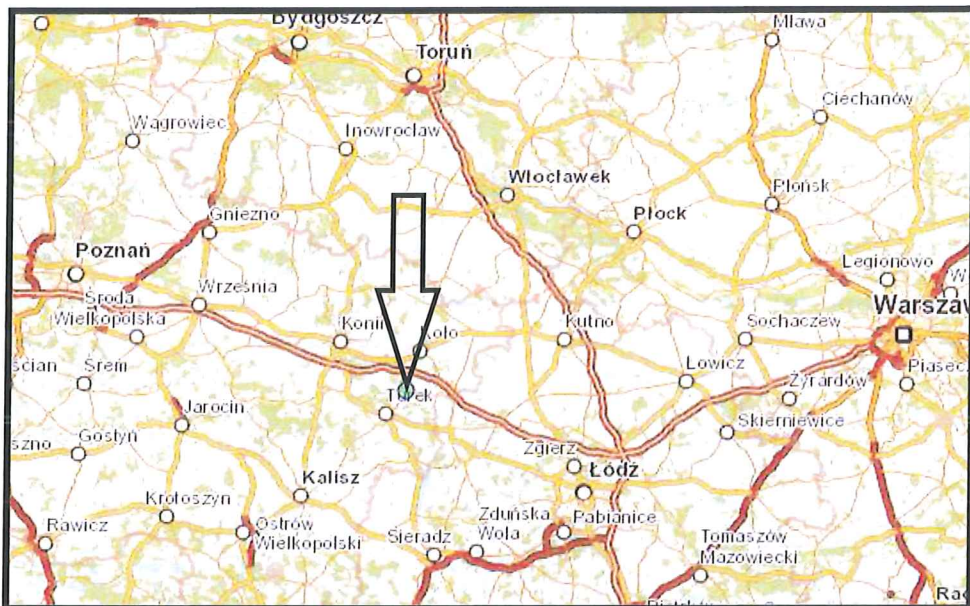 Bydgoszcz
Mława
Toruń
Ciechanów
Wągrowiec
Inowrocław
Włocławek
Płońsk
Gniezno
Płock
Poznań
Legionowo
Września
Warszaw
Środa
Wielkopolska
Kutno
Sochaczew
Koło
Łowicz
Piasec
Śrem
Żyrardów
Turek
Jarocin
Skierniewice
Gostyń
Zgierz
Łódź
Kalisz
Krotoszyn
Zduńska
Wola
Pabianice
Rawicz
Ostrów
Wielkopolski
Sieradz
Tomaszów
Mazowiecki